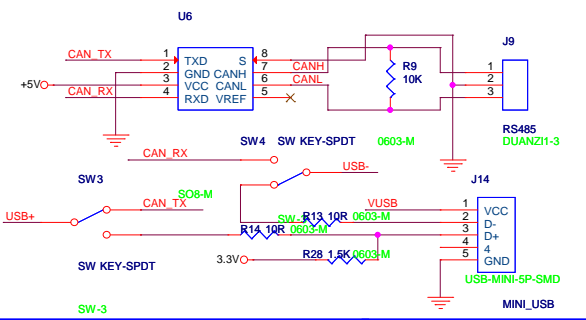 U6
J9
CAN_TX
1
TXD
S
8
2
GND
CANH
7
CANH
+5V
3
VCC
CANL
6
CANL
CAN_RX
4
RXD
VREF
5
R9
10K
1
2
3
RS485
DUANZI1-3
0603-M
SW4
SW KEY-SPDT
CAN_RX
USB-
J14
SW3
SO8-M
CAN_TX
USB+
VUSB
1
VCC
R13 10R
0603-M
2
D-
R14 10R
0603-M
3
D+
4
4
3.3V
R28 1.5K
0603-M
5
GND
SW KEY-SPDT
USB-MINI-5P-SMD
MINI_USB
SW-3